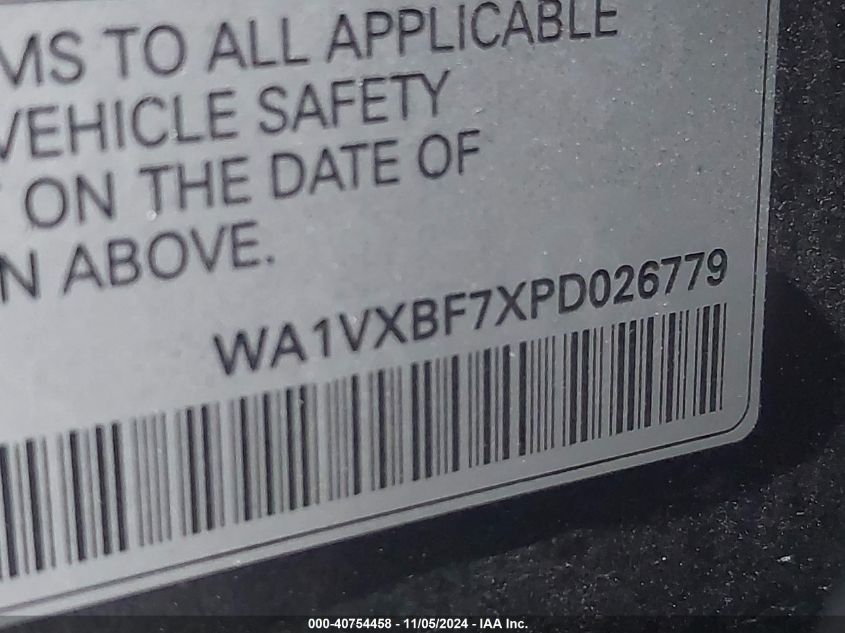 MS TO ALL APPLICABLE
VEHICLE SAFETY
ON THE DATE OF
N ABOVE.
WA1VXBF7XPD026779
000-40754458 - 11/05/2024 - IAA Inc.